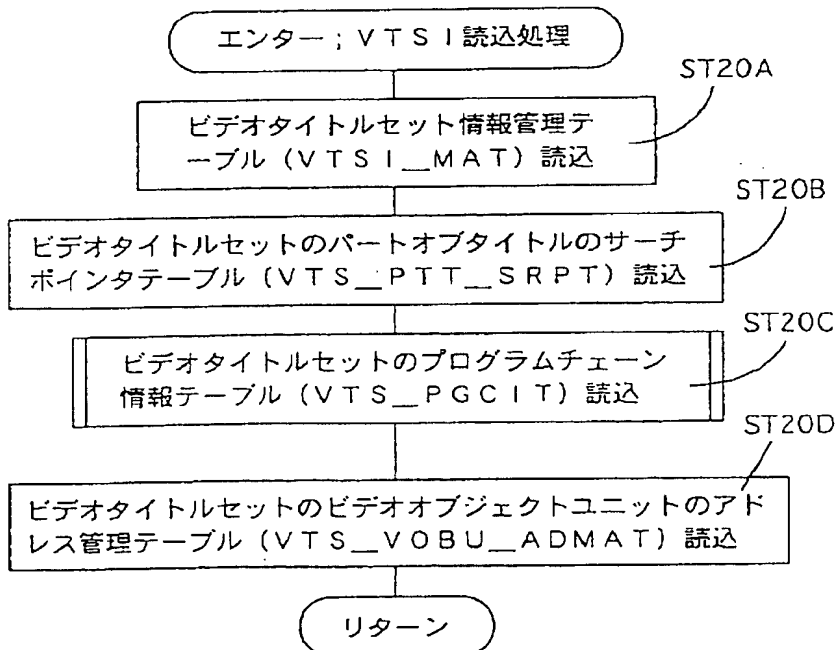 エンター；ＶＴＳＩ読込処理
ST20A
ビデオタイトルセット情報管理テ
ーブル（ＶＴＳＩ＿ＭＡＴ）読込
ST20B
ビデオタイトルセットのパートオブタイトルのサーチ
ポインタテーブル（ＶＴＳ＿ＰＴＴ＿ＳＲＰＴ）読込
ST20C
ビデオタイトルセットのプログラムチェーン
情報テーブル（ＶＴＳ＿ＰＧＣＩＴ）読込
ST20D
ビデオタイトルセットのビデオオブジェクトユニットのアド
レス管理テーブル（ＶＴＳ＿ＶＯＢＵ＿ＡＤＭＡＴ）読込
リターン